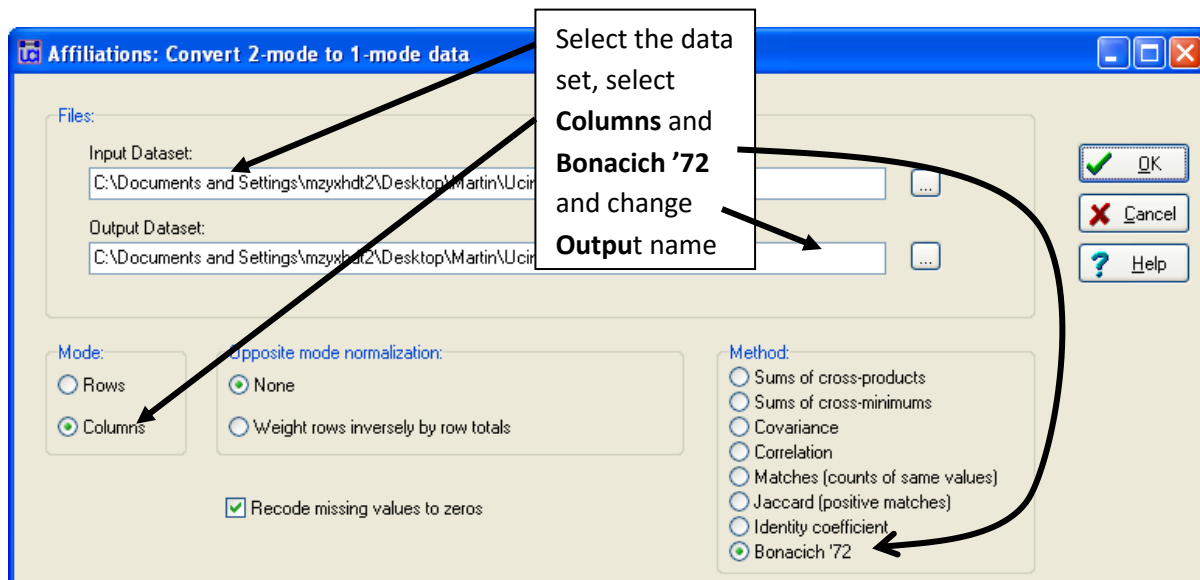 Affiliations: Convert 2-mode to 1-mode data
Select the data
set, select
Columns and
Bonacich ’72
and change
Output name
Files:
Input Dataset:
C:\Documents and Settings\mzyxhdt2\Desktop\Martin\Ucin
...
Output Dataset:
C:\Documents and Settings\mzyxhdt2\Desktop\Martin\Ucin
...
OK
Cancel
? Help
Mode:
Rows
Columns
Opposite mode normalization:
None
Weight rows inversely by row totals
Recode missing values to zeros
Method:
Sums of cross-products
Sums of cross-minimums
Covariance
Correlation
Matches (counts of same values)
Jaccard (positive matches)
Identity coefficient
Bonacich '72